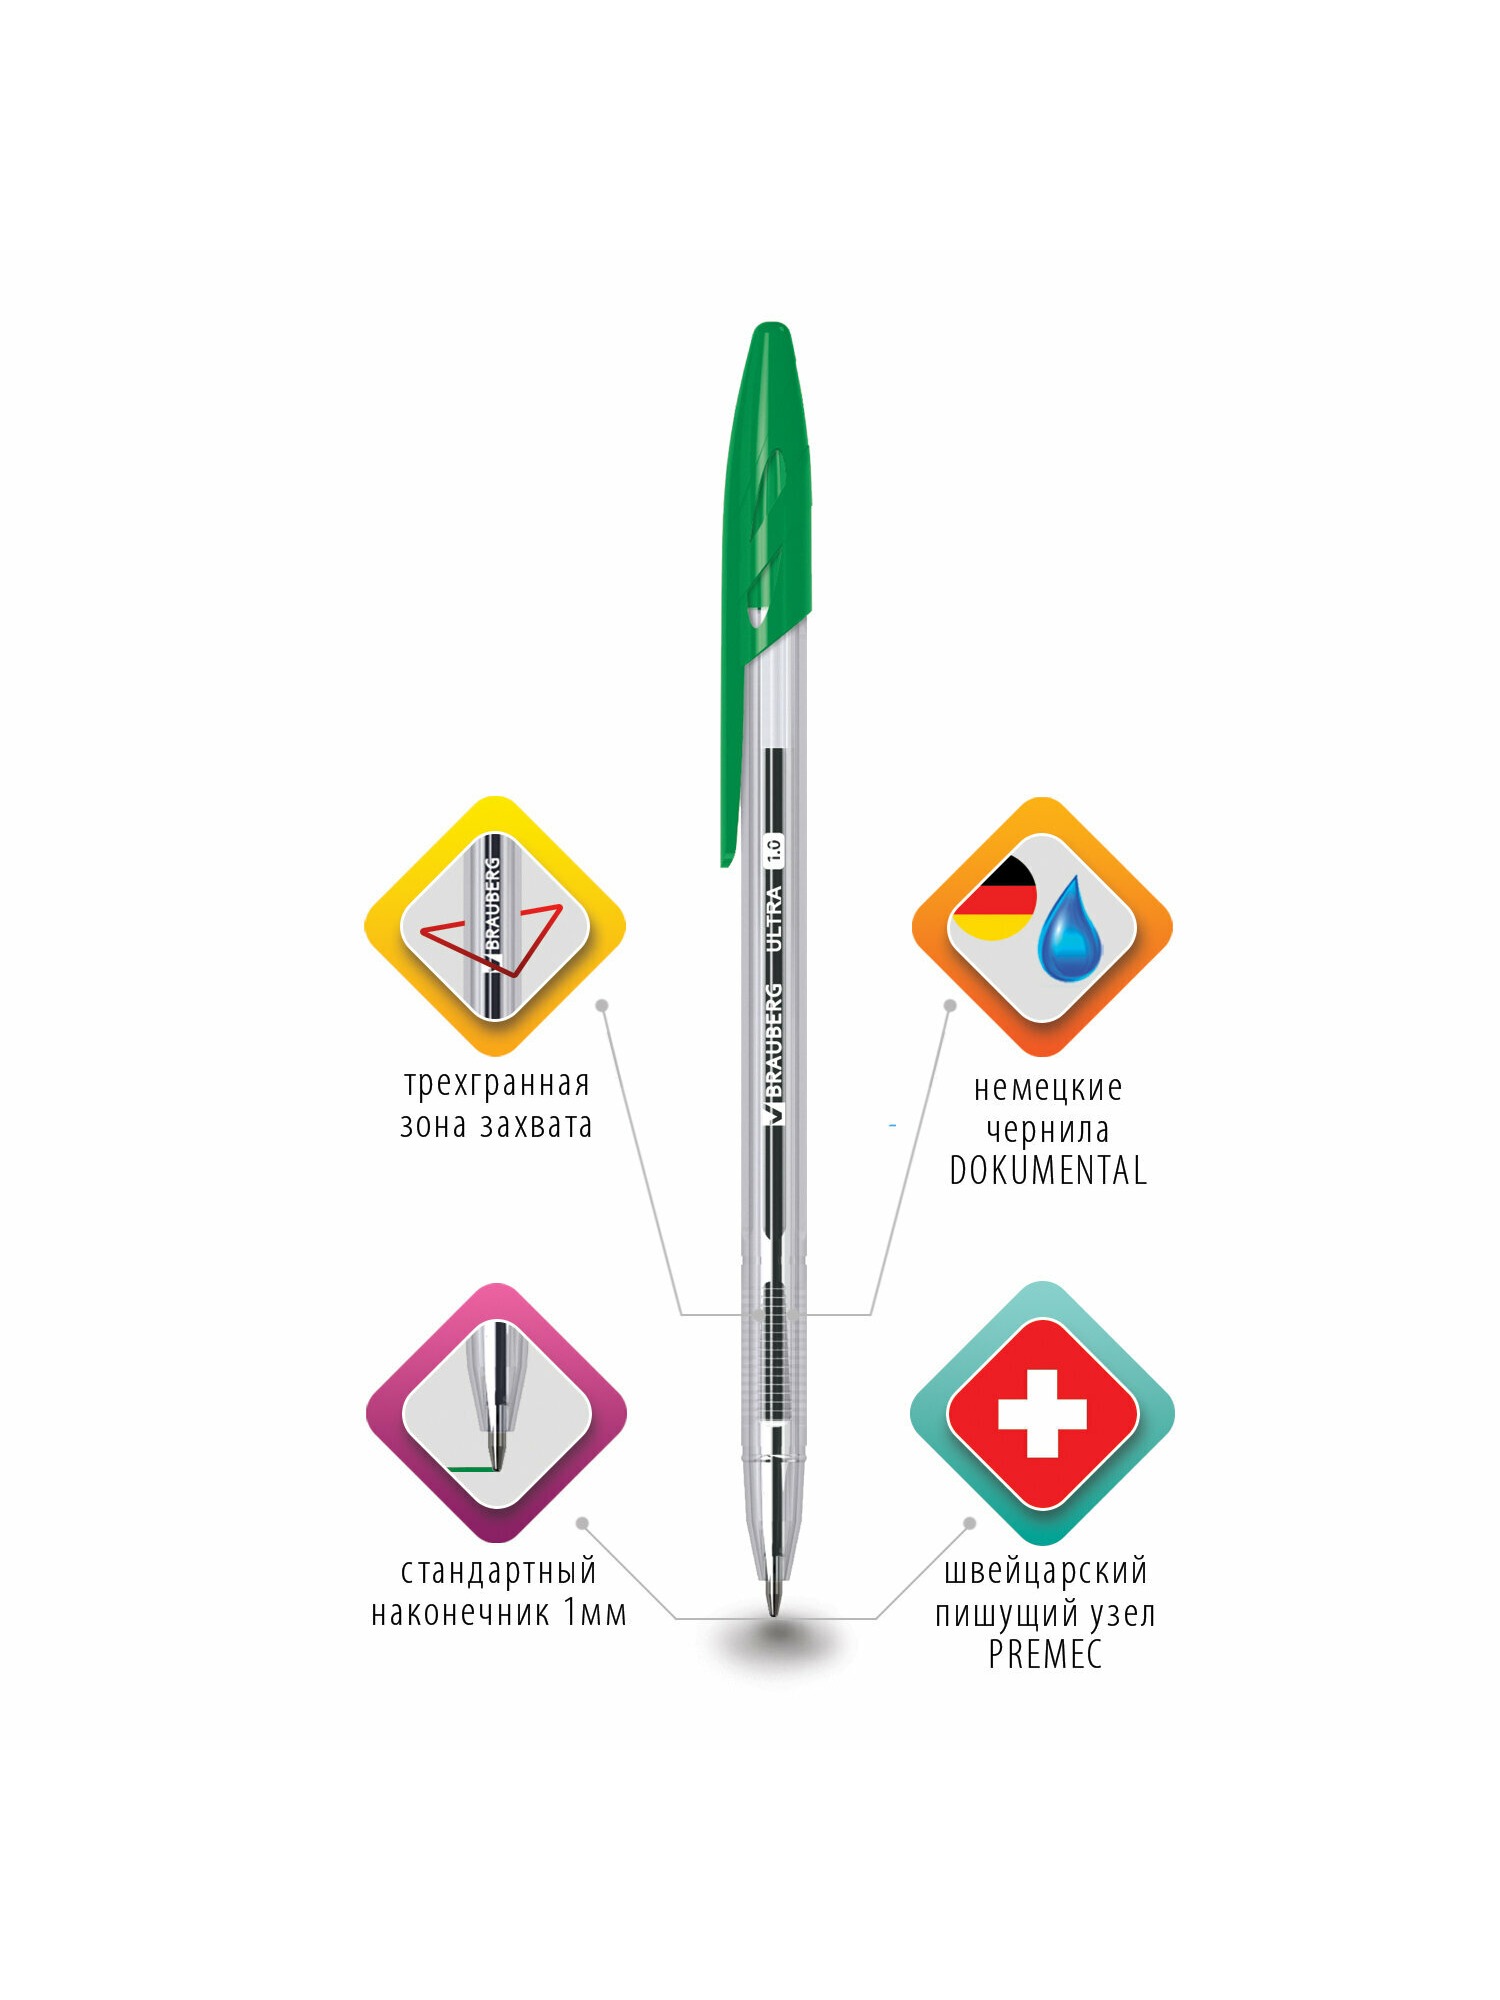 1.0
ULTRA
BRAUBERG
BRAUBERG
трехгранная
зона захвата
немецкие
чернила
DOKUMENTAL
стандартный
наконечник 1мм
швейцарский
пишущий узел
PREMEC